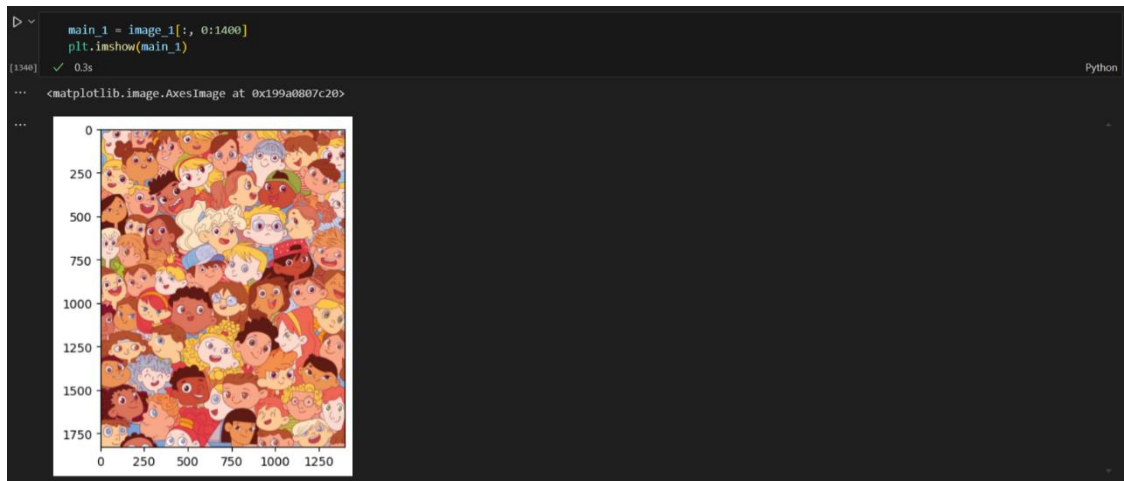 main_1 = image_1[:, 0:1400]
plt.imshow(main_1)
[1340] ✓ 0.3s Python
... <matplotlib.image.AxesImage at 0x199a0807c20>
...
0
250
500
750
1000
1250
1500
1750
0 250 500 750 1000 1250